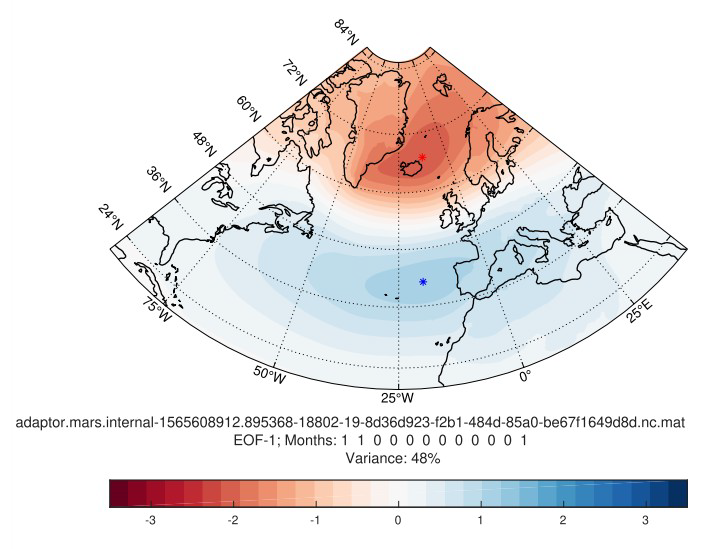 84°N
72°N
60°N
48°N
36°N
24°N
75°W
50°W
25°W
0°
25°E
adaptor.mars.internal-1565608912.895368-18802-19-8d36d923-f2b1-484d-85a0-be67f1649d8d.nc.mat
EOF-1; Months: 1 1 0 0 0 0 0 0 0 0 0 1
Variance: 48%
-3 -2 -1 0 1 2 3